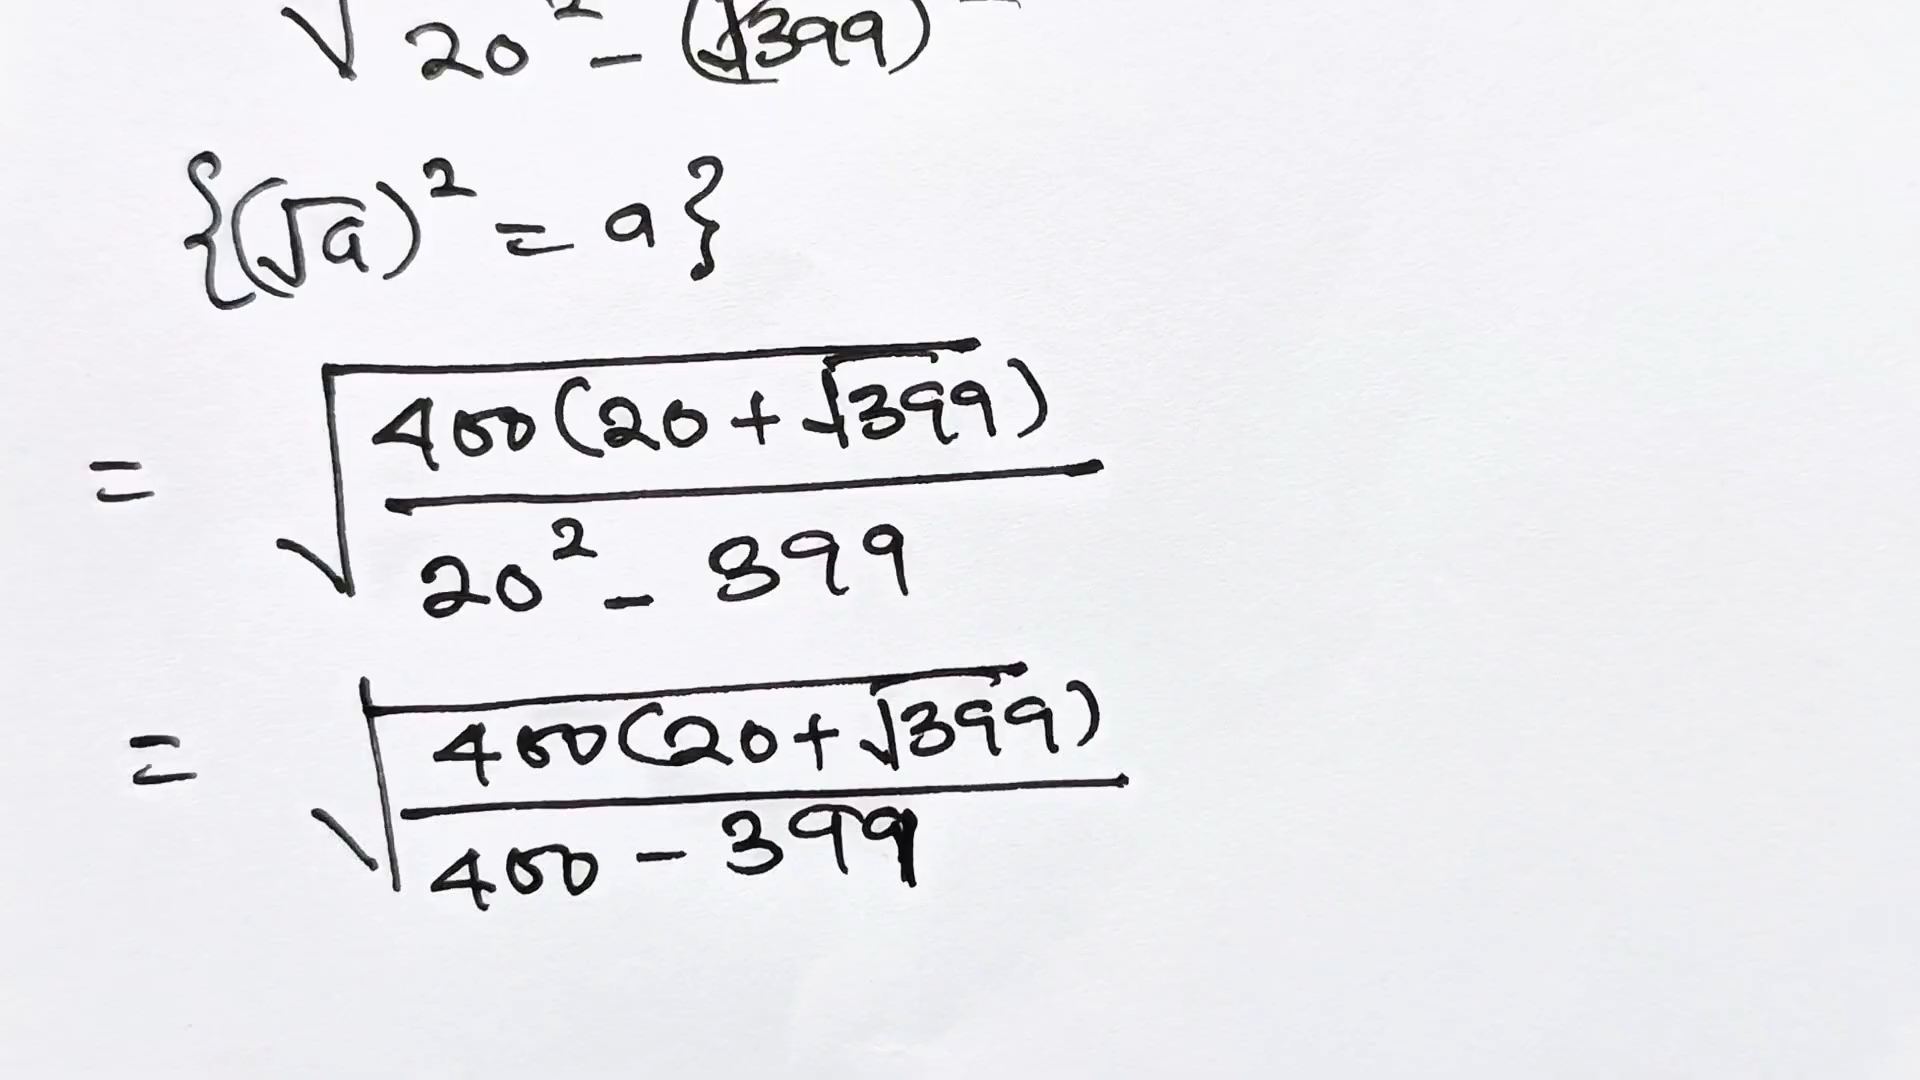 √ 20² - (√399)
{(√a)² = a}
= √(400(20 + √399) / 20² - 399)
= √(400(20 + √399) / 400 - 399)